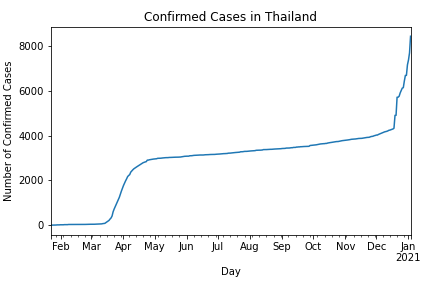 Confirmed Cases in Thailand
Number of Confirmed Cases
8000
6000
4000
2000
0
Feb Mar Apr May Jun Jul Aug Sep Oct Nov Dec Jan
2021
Day